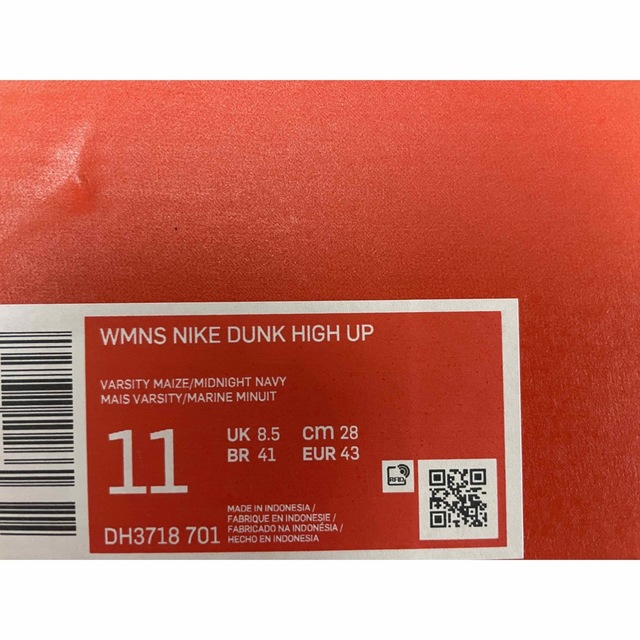 WMNS NIKE DUNK HIGH UP
VARSITY MAIZE/MIDNIGHT NAVY
MAIS VARSITY/MARINE MINUIT
11
UK 8.5 cm 28
BR 41 EUR 43
RFID
MADE IN INDONESIA /
FABRIQUE EN INDONESIE /
FABRICADO NA INDONÉSIA /
HECHO EN INDONESIA
DH3718 701